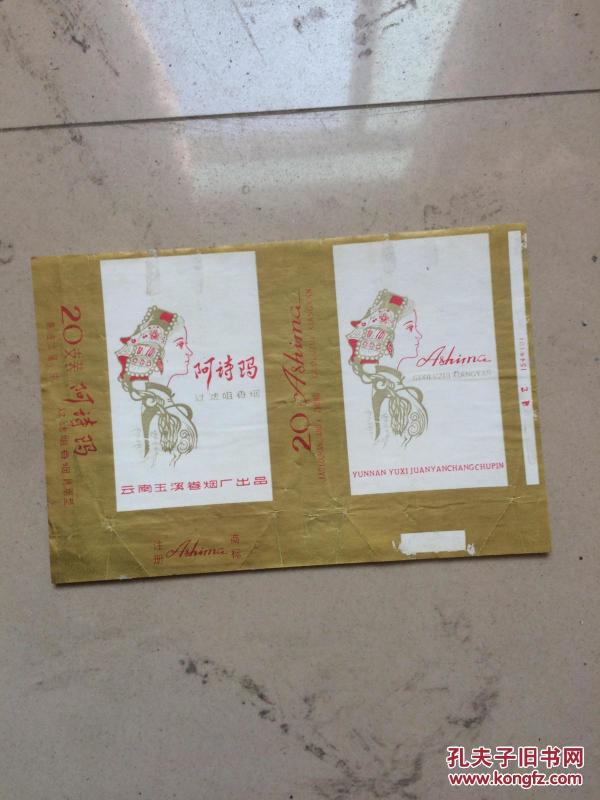 20支装 阿诗玛
过滤咀香烟
阿诗玛
过滤咀香烟
云南玉溪卷烟厂出品
注册
Ashima
商标
20 Ashima
Ashima
GUOLUZUI XIANGYAN
YUNNAN YUXI JUANYANCHANGCHUPIN
孔夫子旧书网
www.kongfz.com